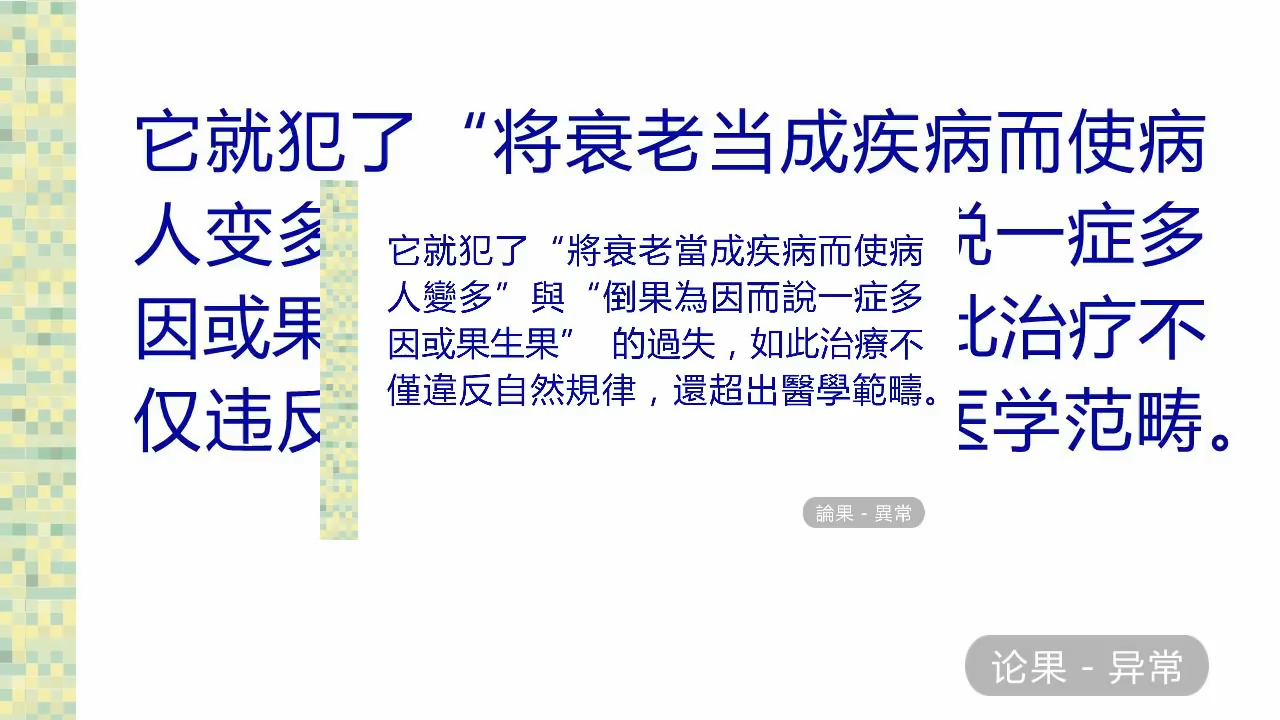 它就犯了“将衰老当成疾病而使病
人变多
说一症多
因或果
此治疗不
仅违反
医学范畴。
它就犯了“將衰老當成疾病而使病
人變多”與“倒果為因而說一症多
因或果生果” 的過失，如此治療不
僅違反自然規律，還超出醫學範疇。
論果 - 異常
论果 - 异常